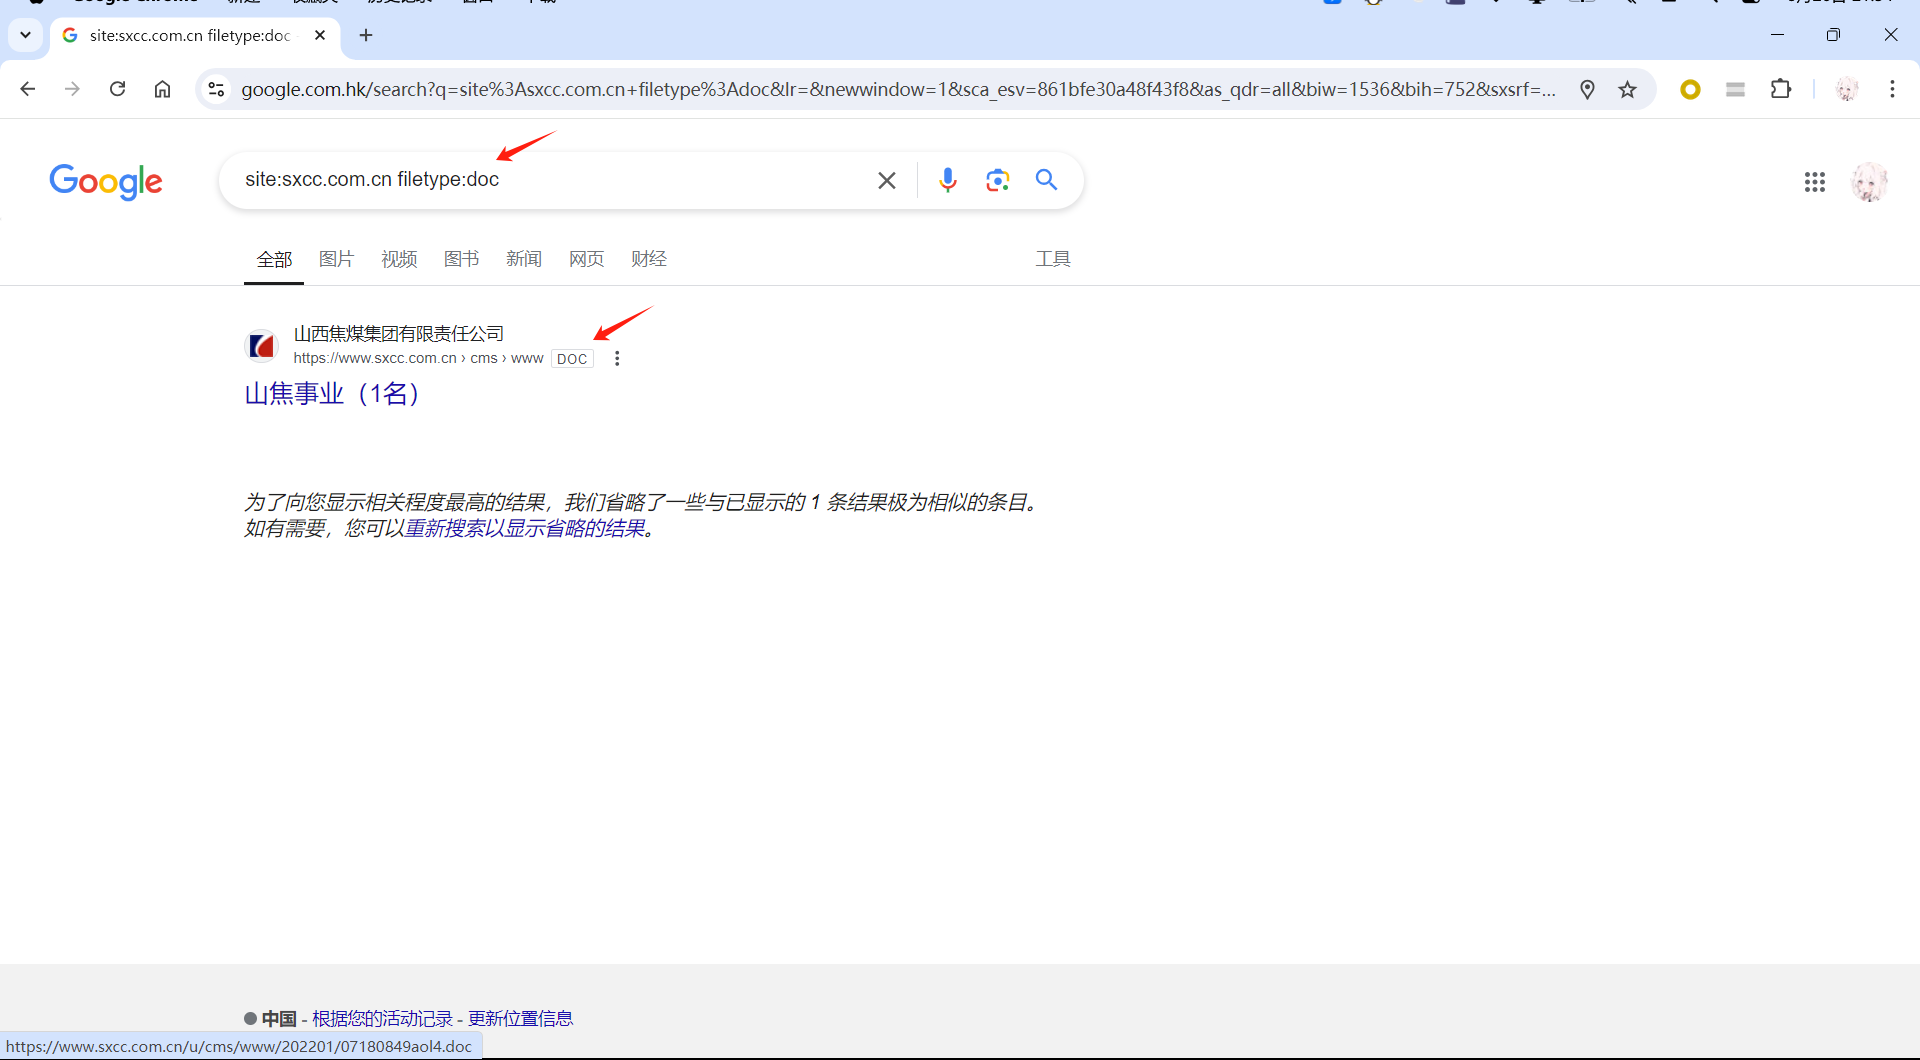 site:sxcc.com.cn filetype:doc
google.com.hk/search?q=site%3Asxcc.com.cn+filetype%3Adoc&lr=&newwindow=1&sca_esv=861bfe30a48f43f8&as_qdr=all&biw=1536&bih=752&sxsrf=...
Google
site:sxcc.com.cn filetype:doc
全部 图片 视频 图书 新闻 网页 财经 工具
山西焦煤集团有限责任公司
https://www.sxcc.com.cn › cms › www DOC
山焦事业（1名）
为了向您显示相关程度最高的结果，我们省略了一些与已显示的 1 条结果极为相似的条目。
如有需要，您可以重新搜索以显示省略的结果。
中国 - 根据您的活动记录 - 更新位置信息
https://www.sxcc.com.cn/u/cms/www/202201/07180849aol4.doc